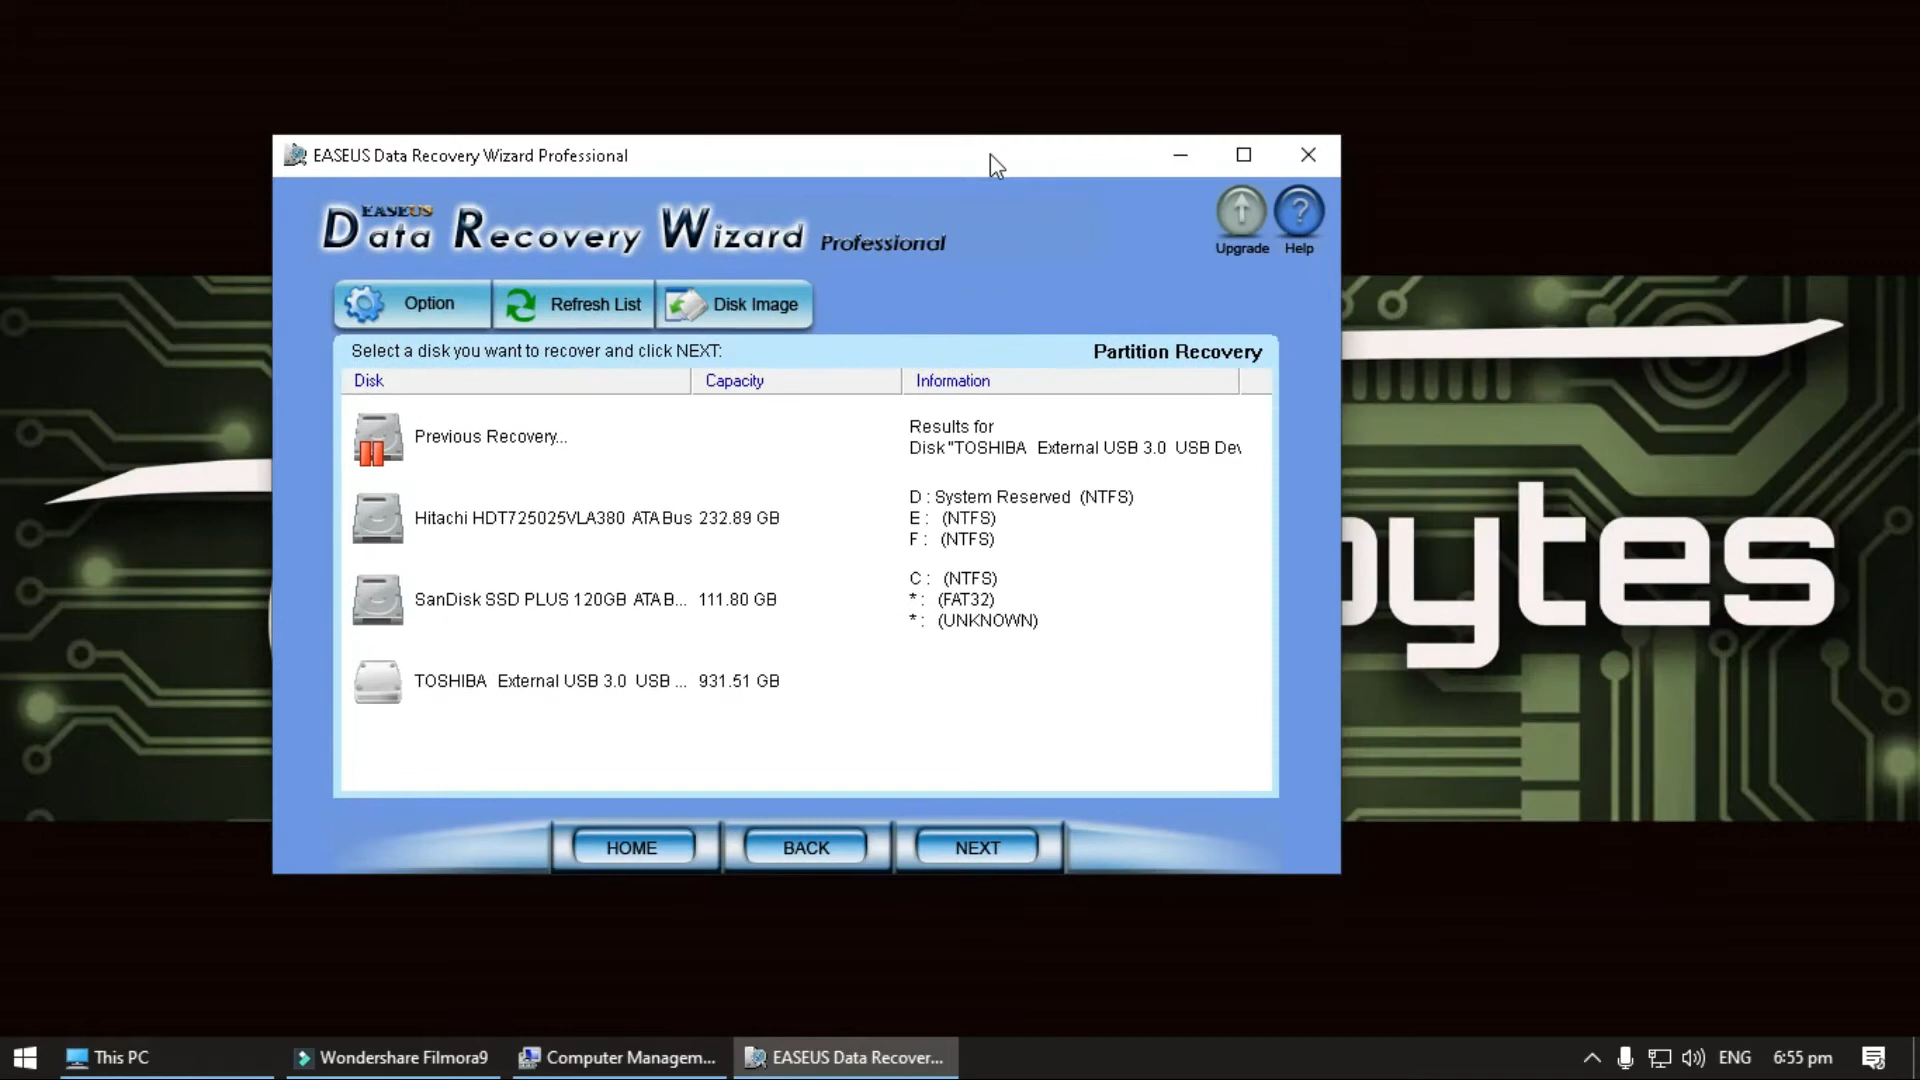 EASEUS Data Recovery Wizard Professional
EASEUS
Data Recovery Wizard Professional
Upgrade Help
Option Refresh List Disk Image
Select a disk you want to recover and click NEXT: Partition Recovery
Disk Capacity Information
Previous Recovery... Results for
Disk"TOSHIBA External USB 3.0 USB Dev
Hitachi HDT725025VLA380 ATA Bus 232.89 GB D : System Reserved (NTFS)
E : (NTFS)
F : (NTFS)
SanDisk SSD PLUS 120GB ATA B... 111.80 GB C : (NTFS)
* : (FAT32)
* : (UNKNOWN)
TOSHIBA External USB 3.0 USB ... 931.51 GB
bytes
HOME BACK NEXT
This PC Wondershare Filmora9 Computer Managem... EASEUS Data Recover... ENG 6:55 pm